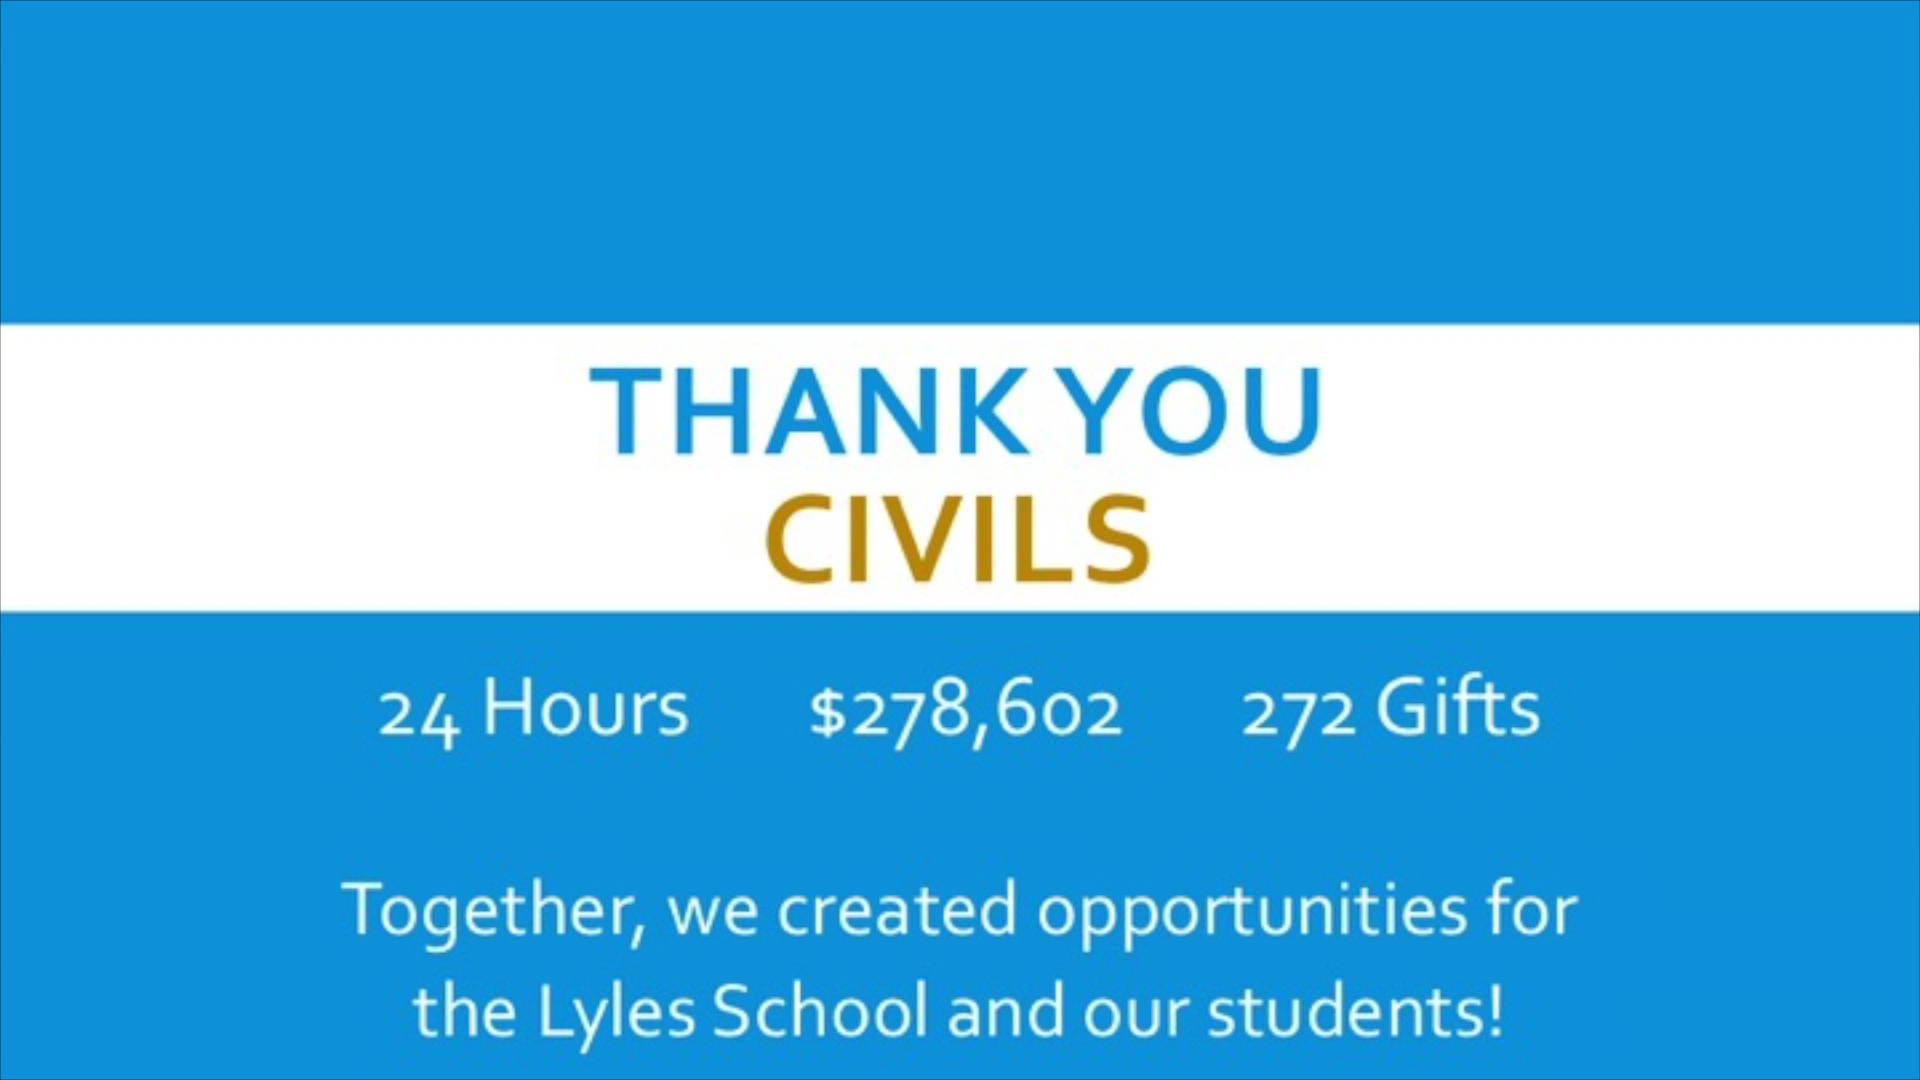 THANK YOU
CIVILS
24 Hours $278,602 272 Gifts
Together, we created opportunities for
the Lyles School and our students!